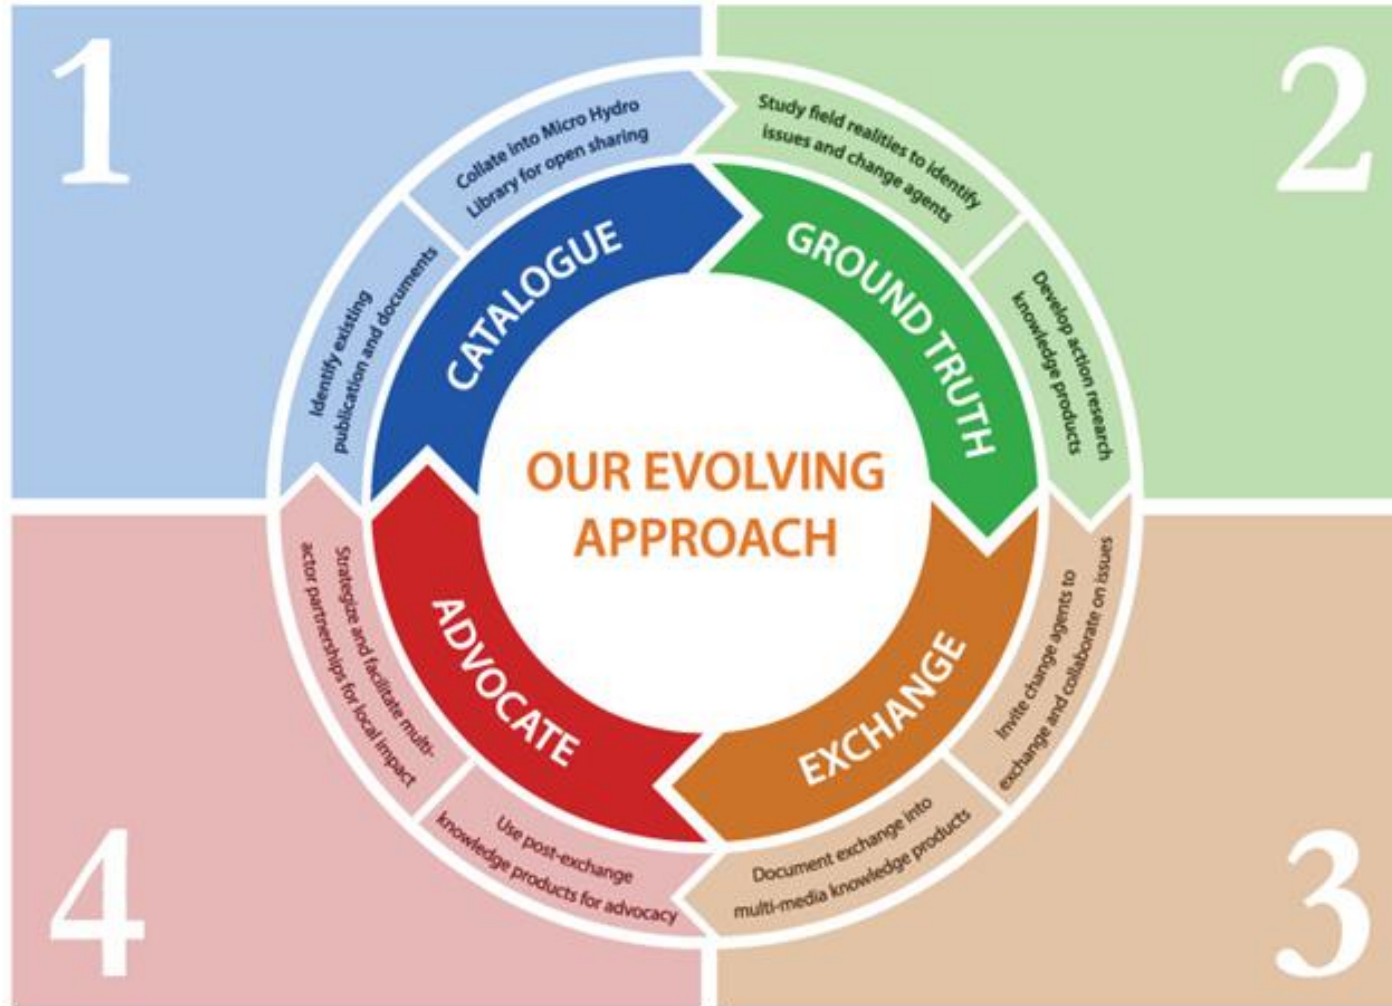 1
Identify existing
publication and documents
Collate into Micro Hydro
Library for open sharing
CATALOGUE
2
Study field realities to identify
issues and change agents
Develop action research
knowledge products
GROUND TRUTH
OUR EVOLVING
APPROACH
3
Invite change agents to
exchange and collaborate on issues
Document exchange into
multi-media knowledge products
EXCHANGE
4
Use post-exchange
knowledge products for advocacy
Strategize and facilitate multi-
actor partnerships for local impact
ADVOCATE